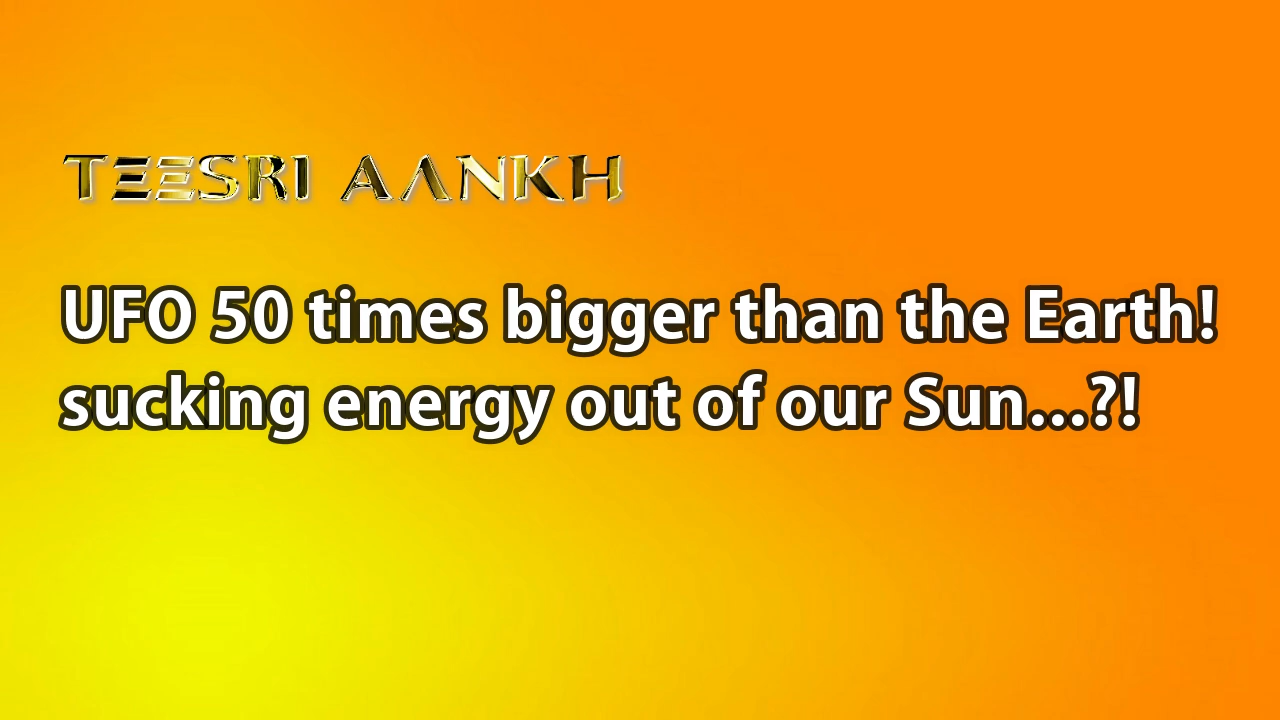 TEESRI AANKH
UFO 50 times bigger than the Earth!
sucking energy out of our Sun...?!